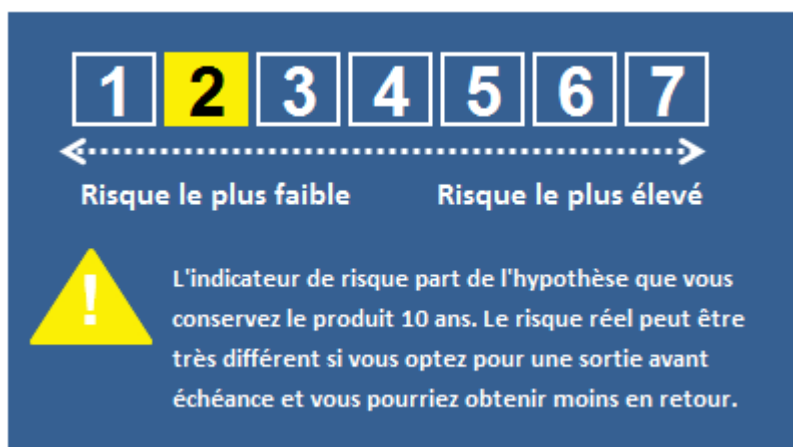 1 2 3 4 5 6 7
Risque le plus faible Risque le plus élevé
!
L'indicateur de risque part de l'hypothèse que vous
conservez le produit 10 ans. Le risque réel peut être
très différent si vous optez pour une sortie avant
échéance et vous pourriez obtenir moins en retour.